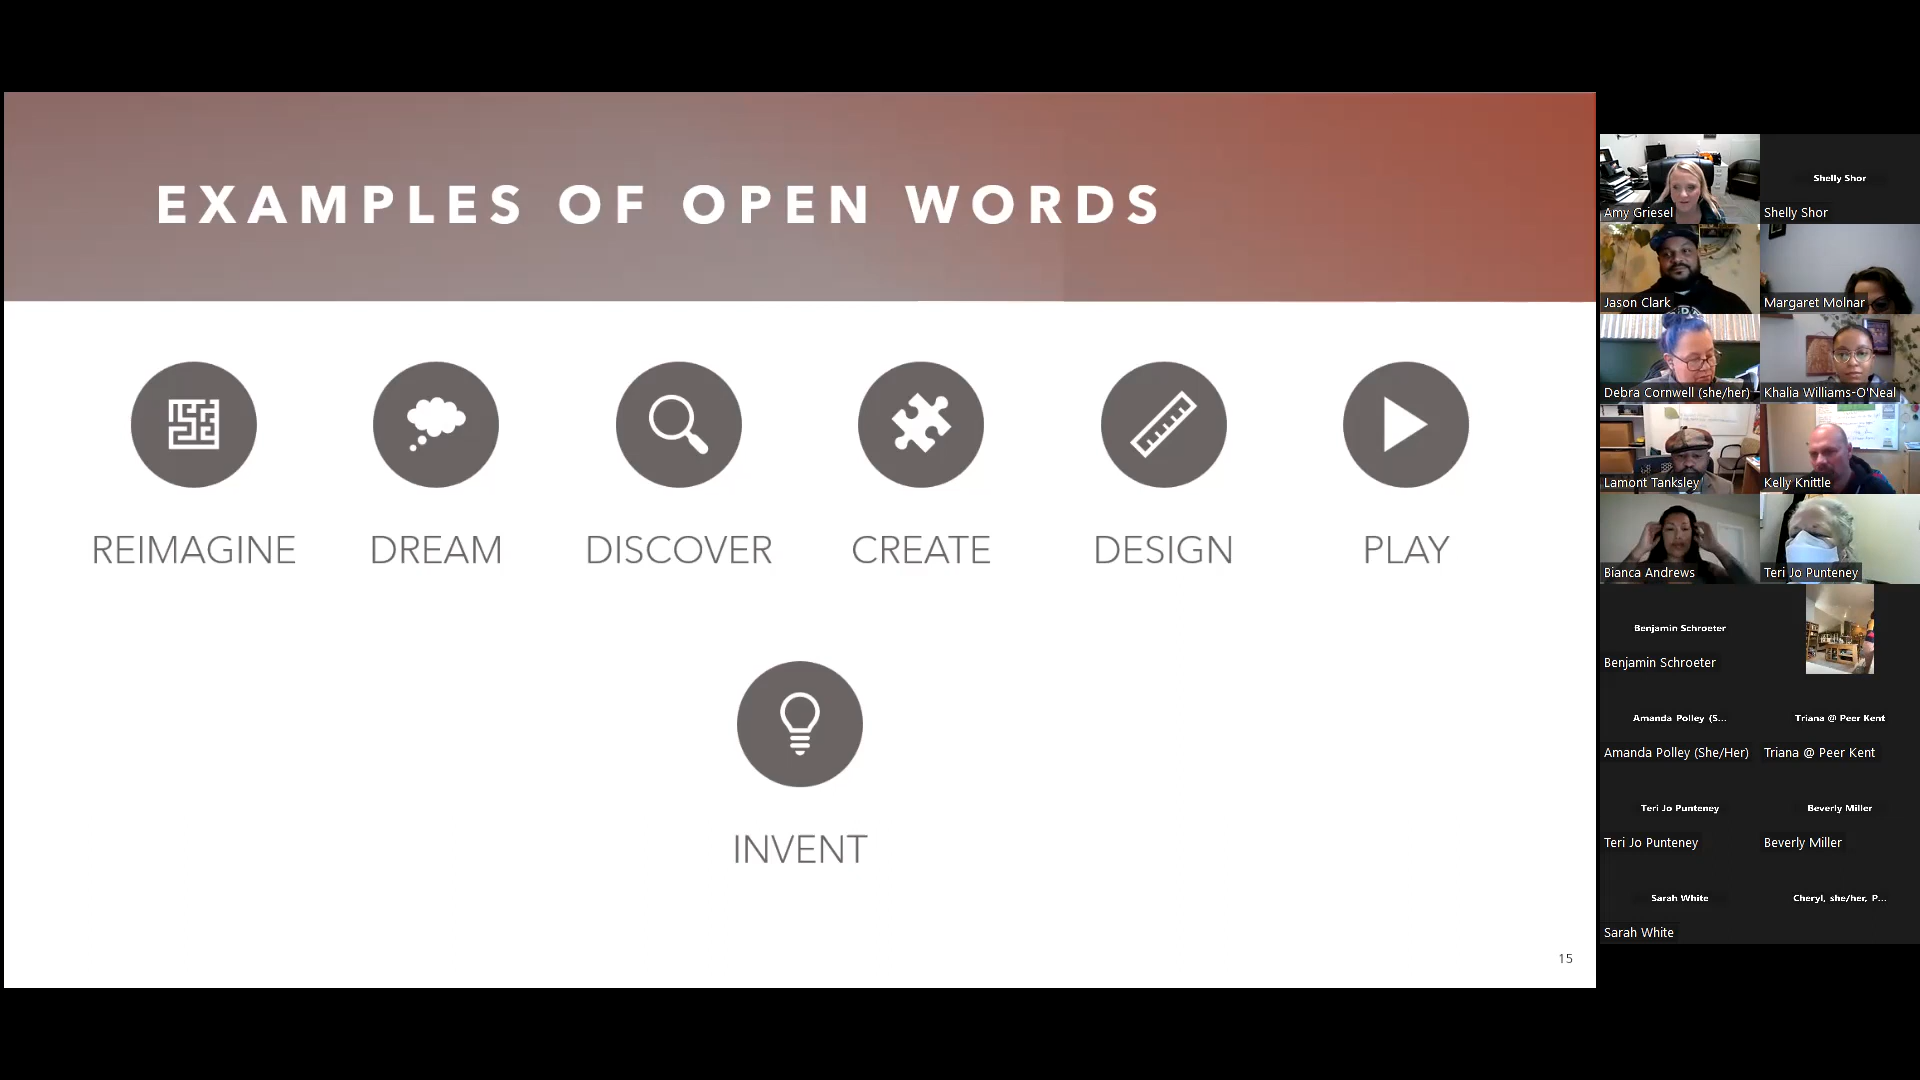 EXAMPLES OF OPEN WORDS
REIMAGINE
DREAM
DISCOVER
CREATE
DESIGN
PLAY
INVENT
15
Amy Griesel
Shelly Shor
Shelly Shor
Jason Clark
Margaret Molnar
Debra Cornwell (she/her)
Khalia Williams-O'Neal
Lamont Tanksley
Kelly Knittle
Bianca Andrews
Teri Jo Punteney
Benjamin Schroeter
Benjamin Schroeter
Amanda Polley (S...
Amanda Polley (She/Her)
Triana @ Peer Kent
Triana @ Peer Kent
Teri Jo Punteney
Teri Jo Punteney
Beverly Miller
Beverly Miller
Sarah White
Sarah White
Cheryl, she/her, P...